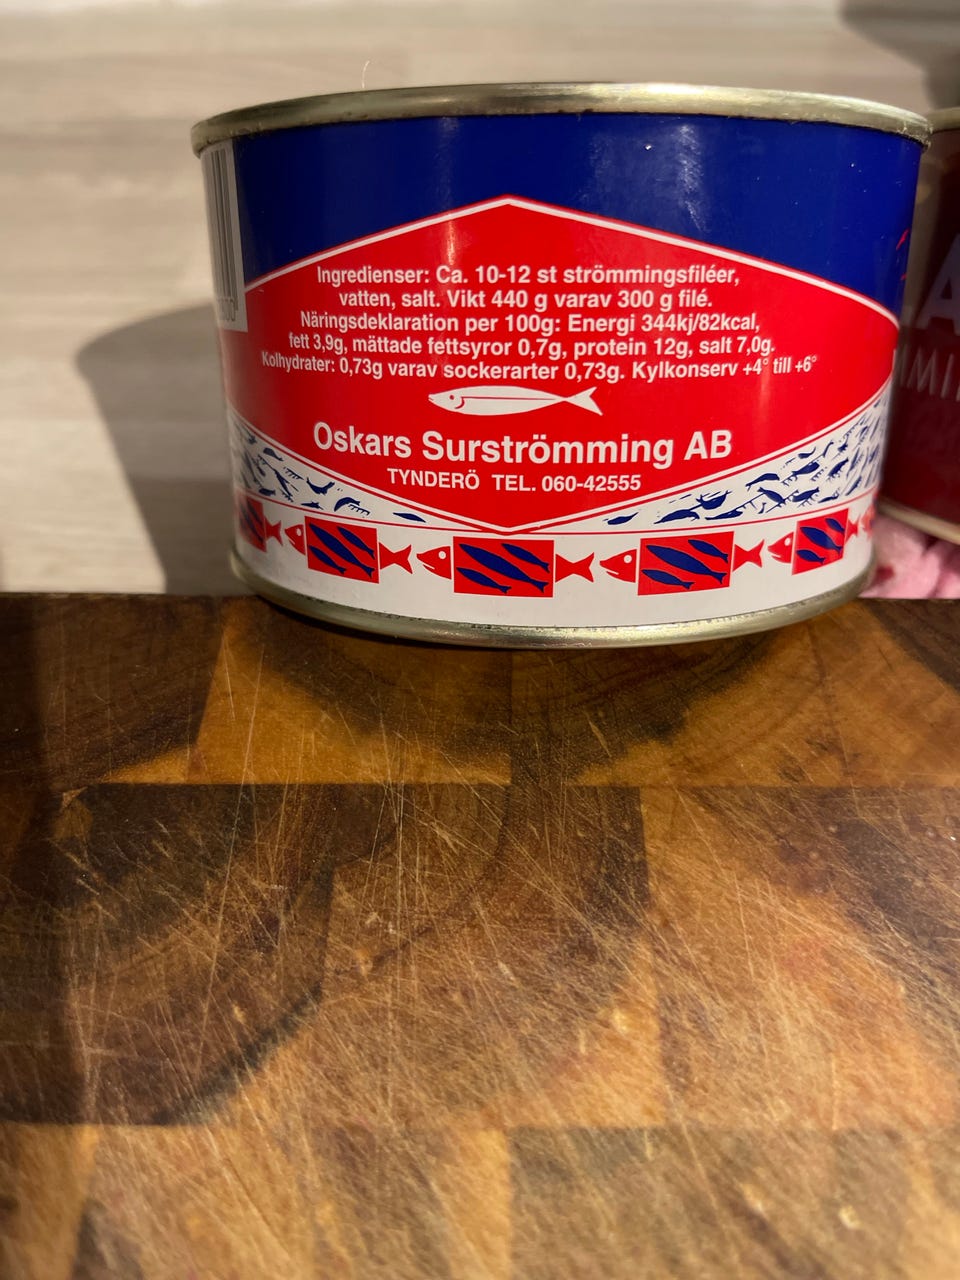 Ingredienser: Ca. 10-12 st strömmingsfiléer,
vatten, salt. Vikt 440 g varav 300 g filé.
Näringsdeklaration per 100g: Energi 344kj/82kcal,
fett 3,9g, mättade fettsyror 0,7g, protein 12g, salt 7,0g.
Kolhydrater: 0,73g varav sockerarter 0,73g. Kylkonserv +4° till +6°
Oskars Surströmming AB
TYNDERÖ TEL. 060-42555